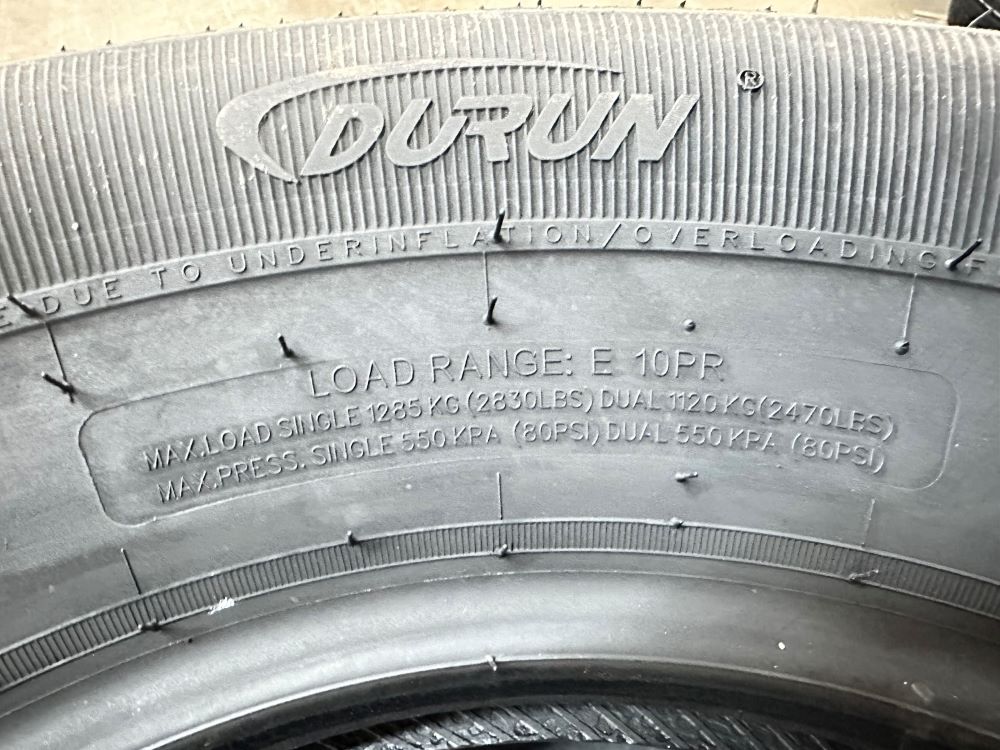 DURUN ®
E DUE TO UNDERINFLATION/OVERLOADING F
LOAD RANGE: E 10PR
MAX.LOAD SINGLE 1285 KG (2830LBS) DUAL 1120 KG(2470LBS)
MAX.PRESS. SINGLE 550 KPA (80PSI) DUAL 550 KPA (80PSI)